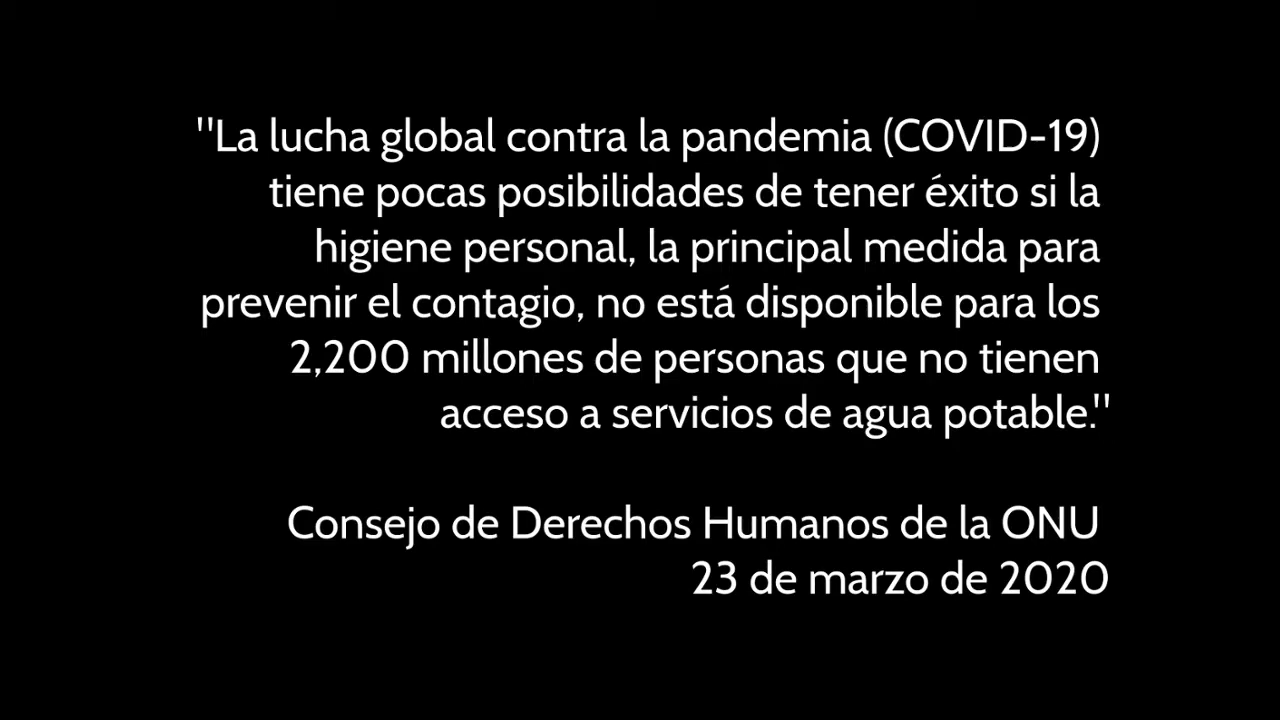 "La lucha global contra la pandemia (COVID-19)
tiene pocas posibilidades de tener éxito si la
higiene personal, la principal medida para
prevenir el contagio, no está disponible para los
2,200 millones de personas que no tienen
acceso a servicios de agua potable."
Consejo de Derechos Humanos de la ONU
23 de marzo de 2020